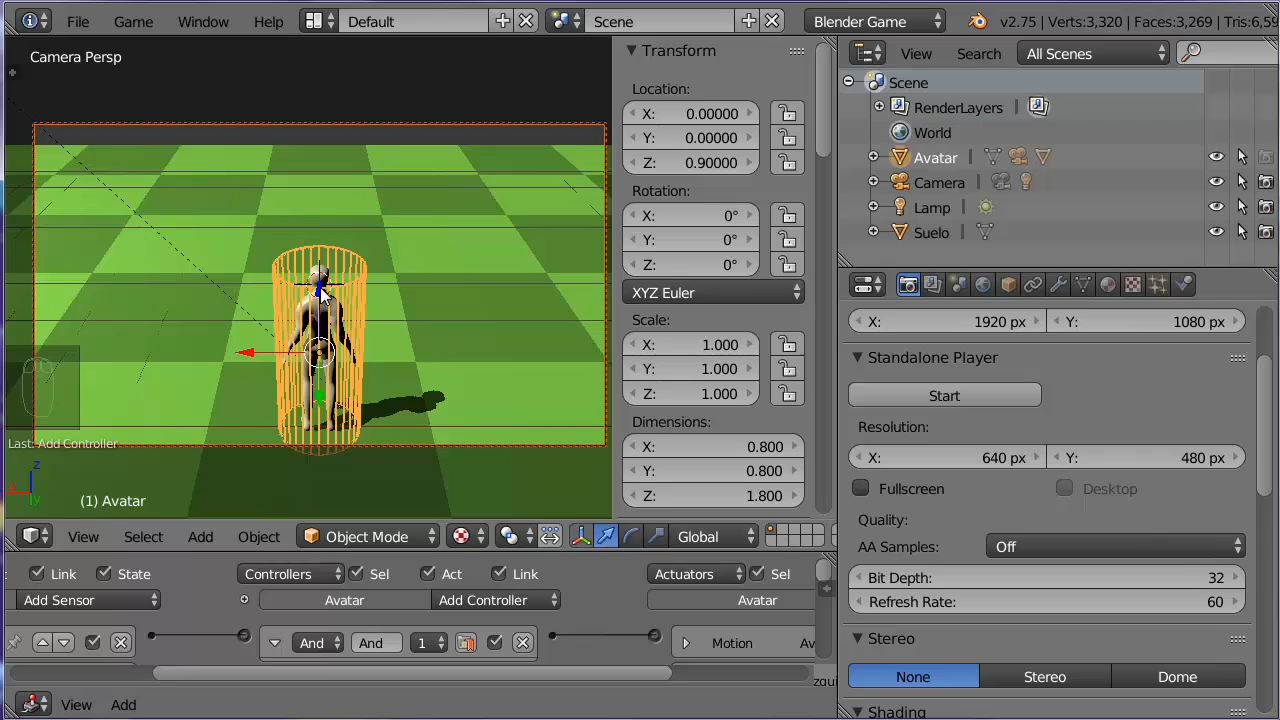 File Game Window Help Default Scene Blender Game v2.75 | Verts:3,320 | Faces:3,269 | Tris:6,59
Camera Persp
(1) Avatar
Last: Add Controller
x
z
y
Transform
Location:
X: 0.00000
Y: 0.00000
Z: 0.90000
Rotation:
X: 0°
Y: 0°
Z: 0°
XYZ Euler
Scale:
X: 1.000
Y: 1.000
Z: 1.000
Dimensions:
X: 0.800
Y: 0.800
Z: 1.800
View Search All Scenes
Scene
RenderLayers
World
Avatar
Camera
Lamp
Suelo
X: 1920 px Y: 1080 px
Standalone Player
Start
Resolution:
X: 640 px Y: 480 px
Fullscreen Desktop
Quality:
AA Samples: Off
Bit Depth: 32
Refresh Rate: 60
Stereo
None Stereo Dome
Shading
View Select Add Object Object Mode Global
Link State Controllers Sel Act Link Actuators Sel
Add Sensor Avatar Add Controller Avatar
And And 1 Motion Av
View Add